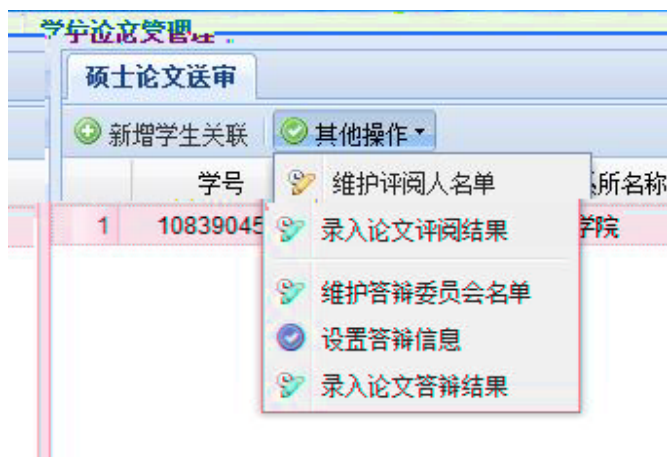 学位论文管理
硕士论文送审
新增学生关联 其他操作
学号 维护评阅人名单 所名称
1 10839045 录入论文评阅结果 学院
维护答辩委员会名单
设置答辩信息
录入论文答辩结果